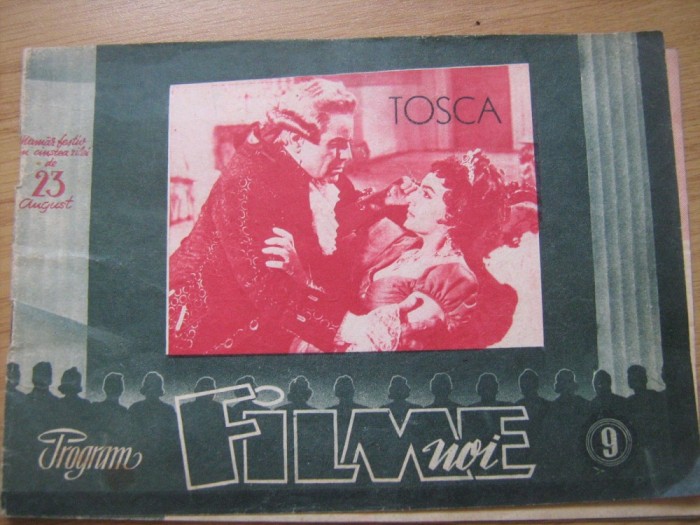 TOSCA
Număr festiv
în cinstea zilei
de
23
August
Program
FILME
noi
9